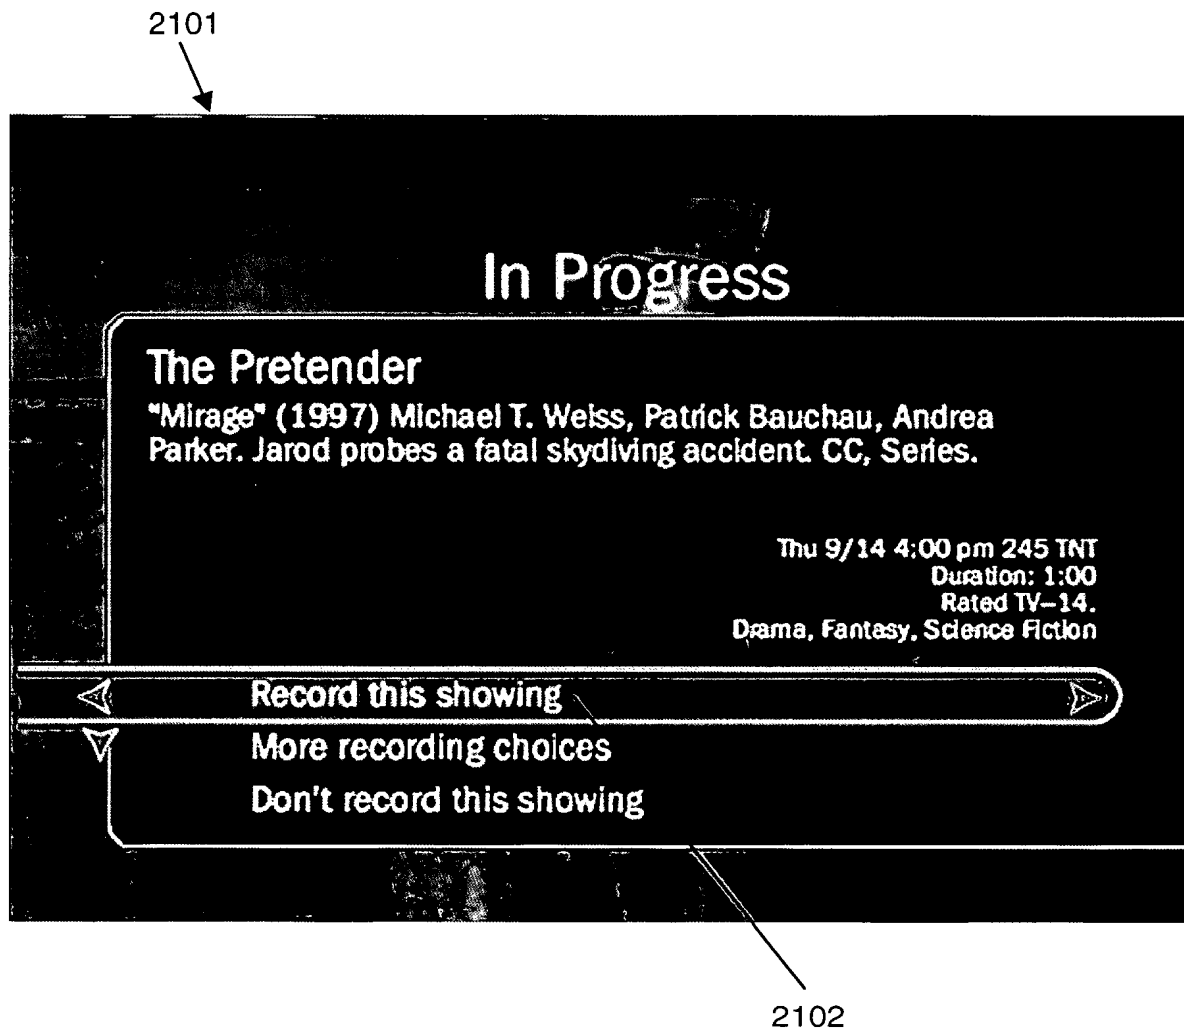 2101
In Progress
The Pretender
"Mirage" (1997) Michael T. Weiss, Patrick Bauchau, Andrea
Parker. Jarod probes a fatal skydiving accident. CC, Series.
Thu 9/14 4:00 pm 245 TNT
Duration: 1:00
Rated TV-14.
Drama, Fantasy, Science Fiction
Record this showing
More recording choices
Don't record this showing
2102